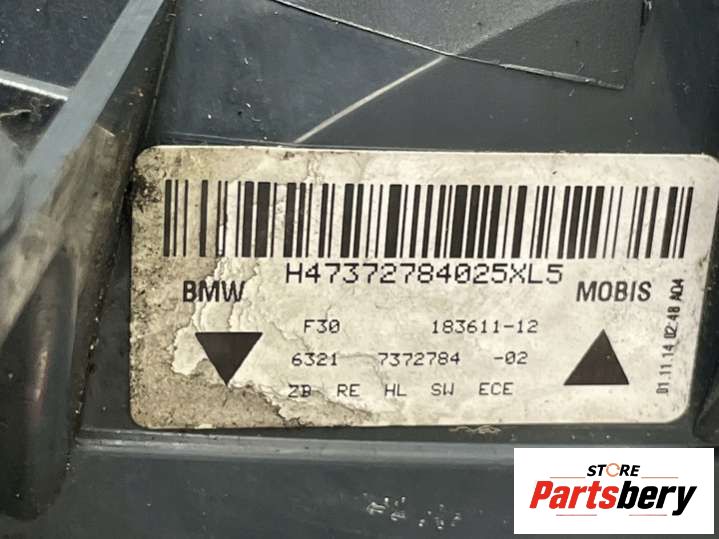 H47372784025XL5
BMW MOBIS
F30 183611-12
6321 7372784 -02
ZB RE HL SW ECE
01.11.14 02:48 A04
STORE
Partsbery